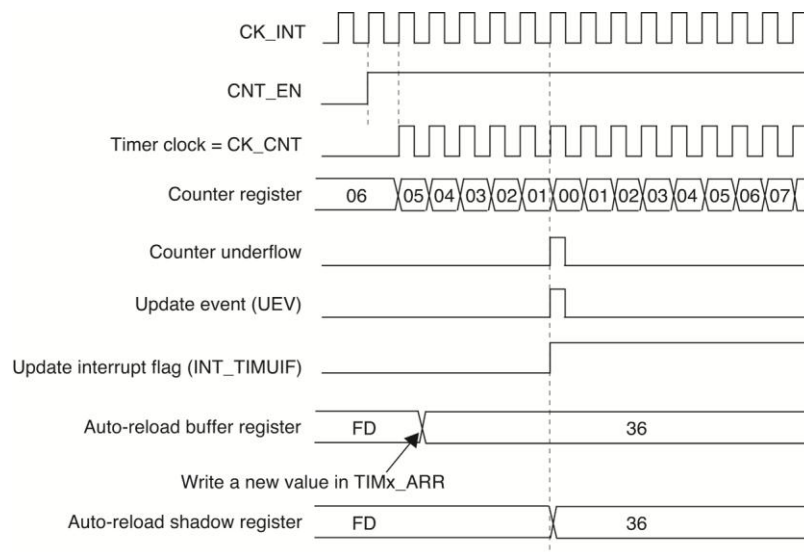 CK_INT
CNT_EN
Timer clock = CK_CNT
Counter register 06 05 04 03 02 01 00 01 02 03 04 05 06 07
Counter underflow
Update event (UEV)
Update interrupt flag (INT_TIMUIF)
Auto-reload buffer register FD 36
Write a new value in TIMx_ARR
Auto-reload shadow register FD 36